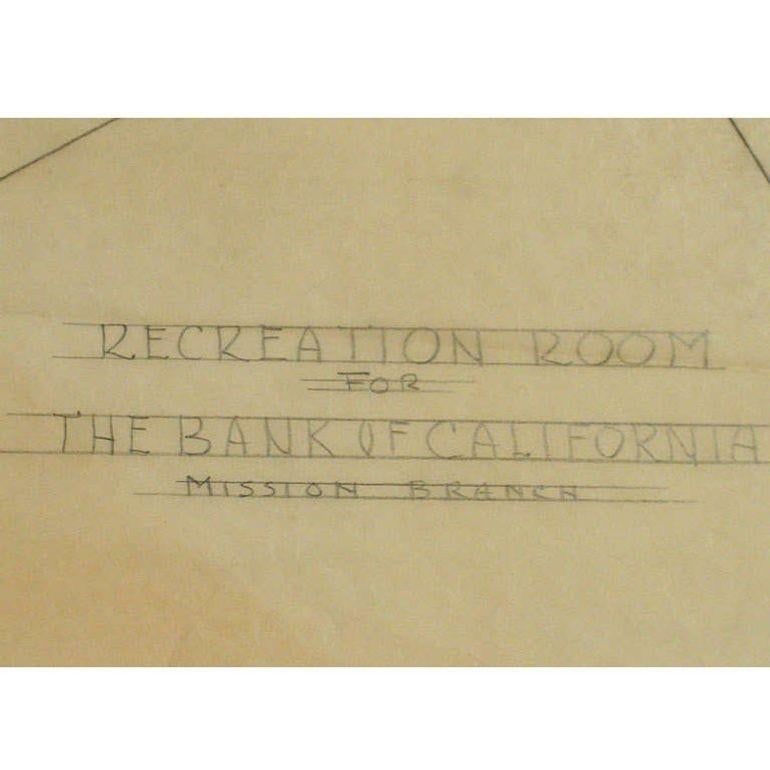 RECREATION ROOM
FOR
THE BANK OF CALIFORNIA
MISSION BRANCH